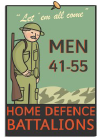 "Let 'em all come"
MEN
41-55
HOME DEFENCE
BATTALIONS